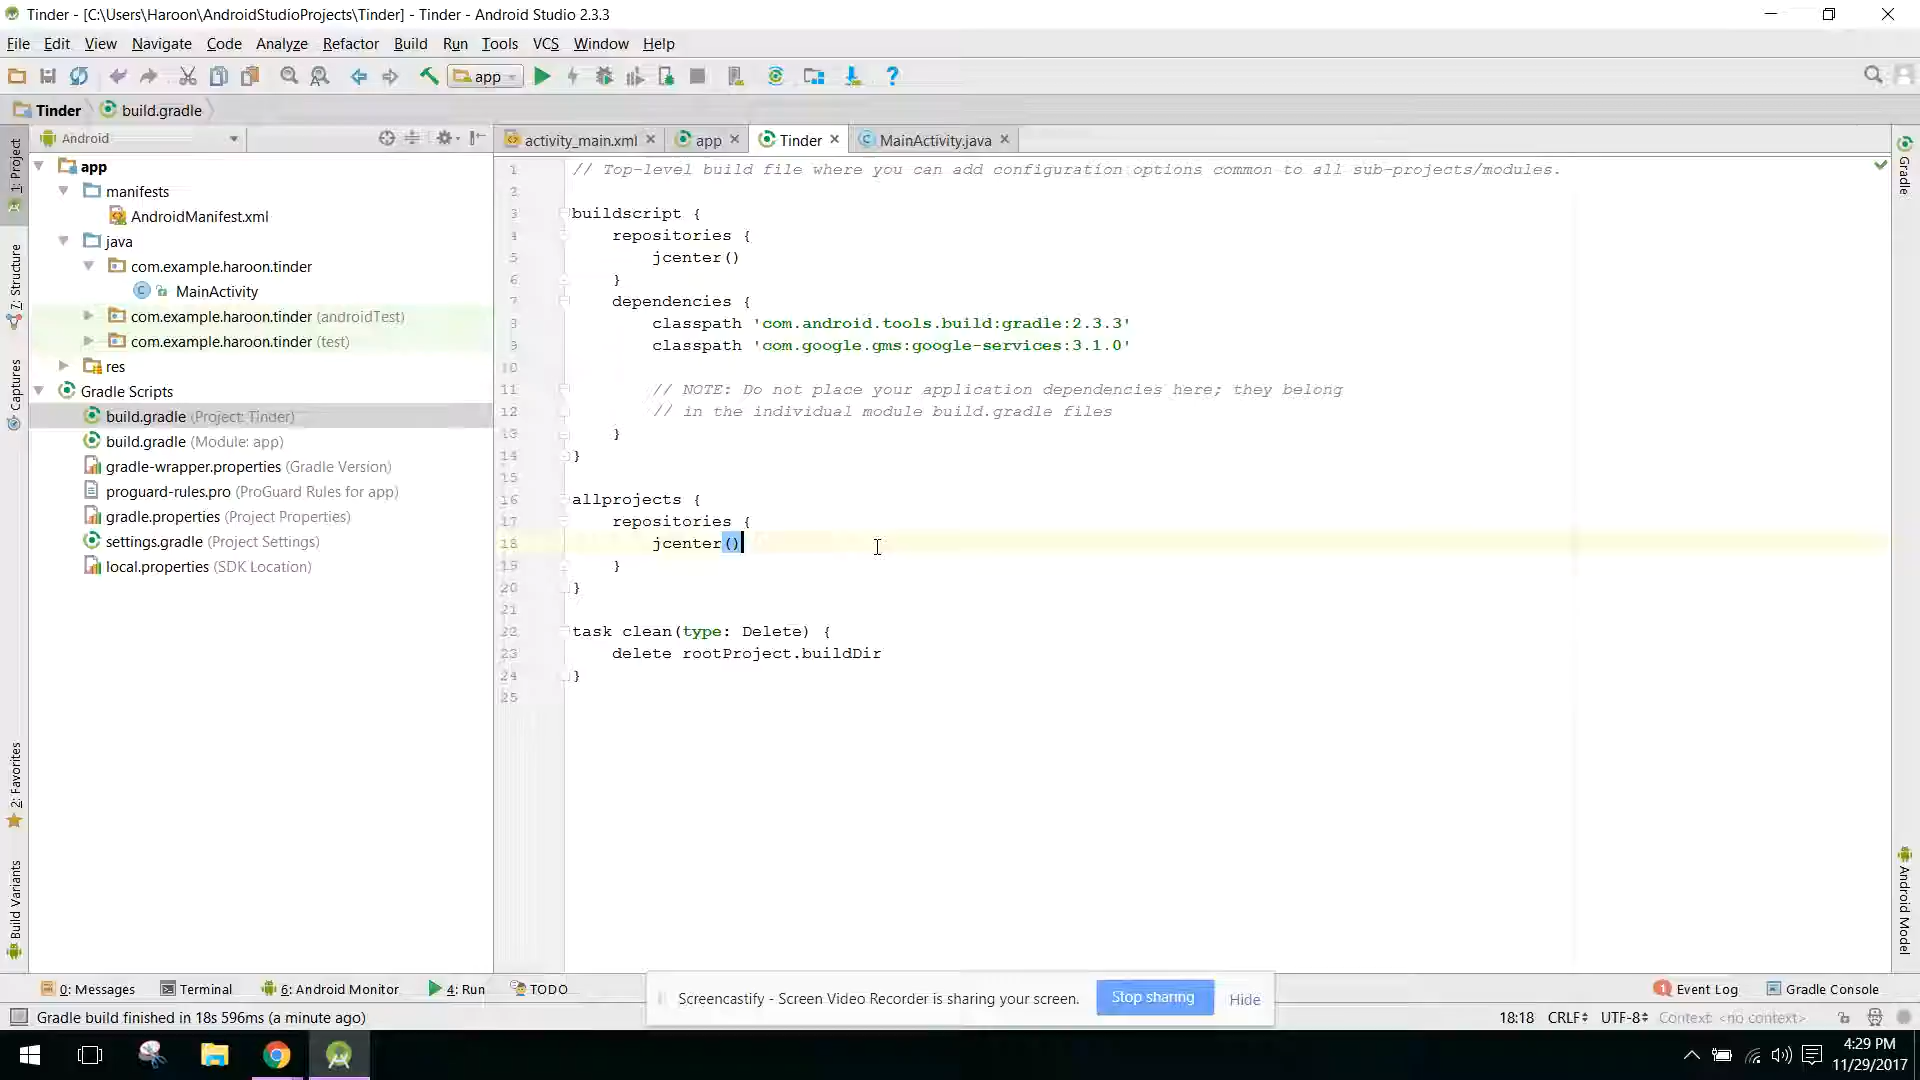 Tinder - [C:\Users\Haroon\AndroidStudioProjects\Tinder] - Tinder - Android Studio 2.3.3
File Edit View Navigate Code Analyze Refactor Build Run Tools VCS Window Help
app
Tinder build.gradle
Android
activity_main.xml app Tinder MainActivity.java
1: Project
7: Structure
Captures
2: Favorites
Build Variants
app
manifests
AndroidManifest.xml
java
com.example.haroon.tinder
MainActivity
com.example.haroon.tinder (androidTest)
com.example.haroon.tinder (test)
res
Gradle Scripts
build.gradle (Project: Tinder)
build.gradle (Module: app)
gradle-wrapper.properties (Gradle Version)
proguard-rules.pro (ProGuard Rules for app)
gradle.properties (Project Properties)
settings.gradle (Project Settings)
local.properties (SDK Location)
1 // Top-level build file where you can add configuration options common to all sub-projects/modules.
2
3 buildscript {
4 repositories {
5 jcenter()
6 }
7 dependencies {
8 classpath 'com.android.tools.build:gradle:2.3.3'
9 classpath 'com.google.gms:google-services:3.1.0'
10
11 // NOTE: Do not place your application dependencies here; they belong
12 // in the individual module build.gradle files
13 }
14 }
15
16 allprojects {
17 repositories {
18 jcenter()
19 }
20 }
21
22 task clean(type: Delete) {
23 delete rootProject.buildDir
24 }
25
Gradle
Android Model
0: Messages Terminal 6: Android Monitor 4: Run TODO
Screencastify - Screen Video Recorder is sharing your screen. Stop sharing Hide
1 Event Log Gradle Console
Gradle build finished in 18s 596ms (a minute ago)
18:18 CRLF UTF-8 Context: <no context>
4:29 PM
11/29/2017